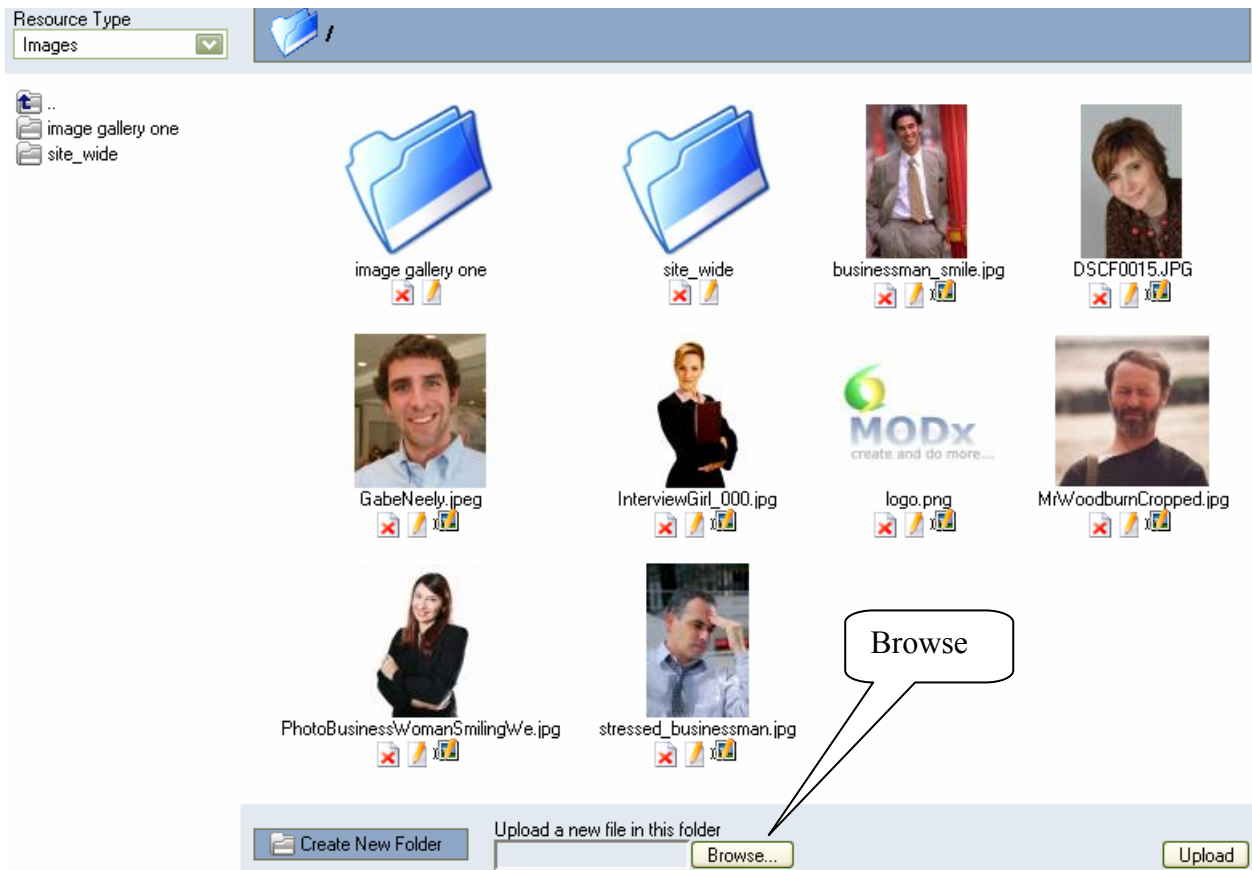 Resource Type
Images
/
..
image gallery one
site_wide
image gallery one
site_wide
businessman_smile.jpg
DSCF0015.JPG
MODx
create and do more...
GabeNeely.jpeg
InterviewGirl_000.jpg
logo.png
MrWoodburnCropped.jpg
Browse
PhotoBusinessWomanSmilingWe.jpg
stressed_businessman.jpg
Create New Folder
Upload a new file in this folder
Browse...
Upload